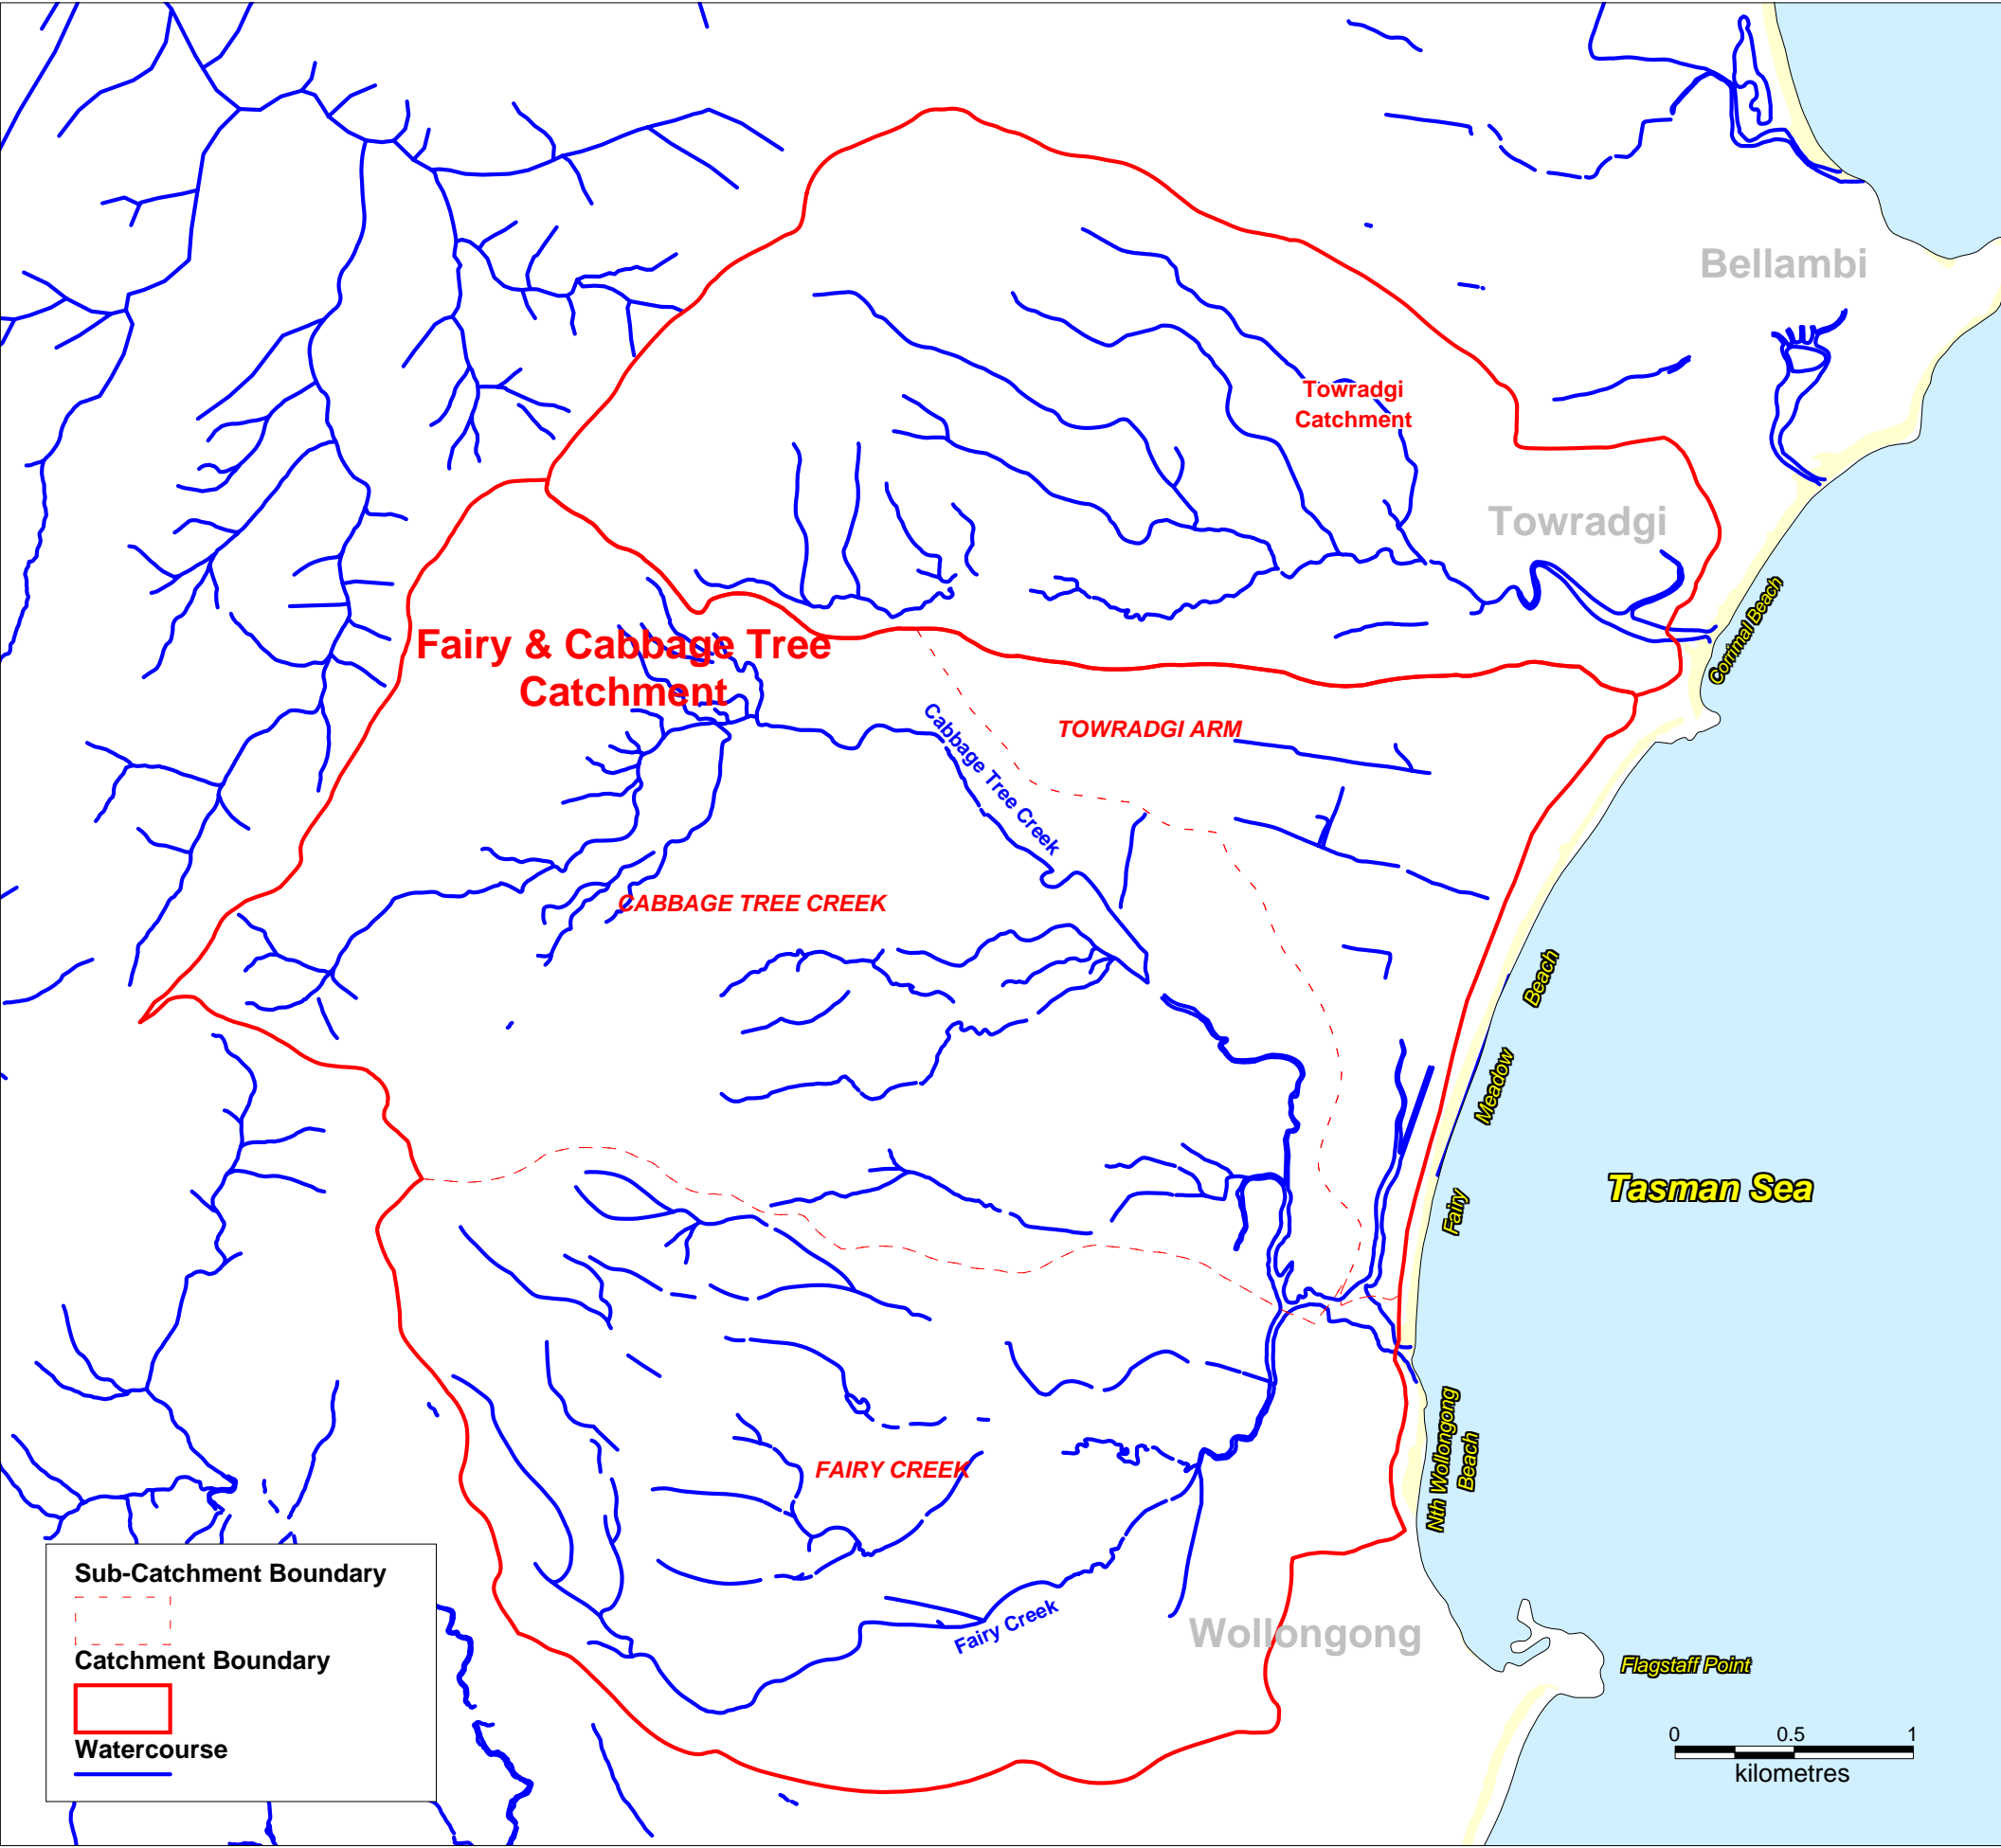 Bellambi
Towradgi
Catchment
Towradgi
Corrimal Beach
Fairy & Cabbage Tree
Catchment
Cabbage Tree Creek
TOWRADGI ARM
CABBAGE TREE CREEK
Beach
Meadow
Fairy
Tasman Sea
Nth Wollongong
Beach
FAIRY CREEK
Fairy Creek
Wollongong
Flagstaff Point
Sub-Catchment Boundary
Catchment Boundary
Watercourse
0 0.5 1
kilometres